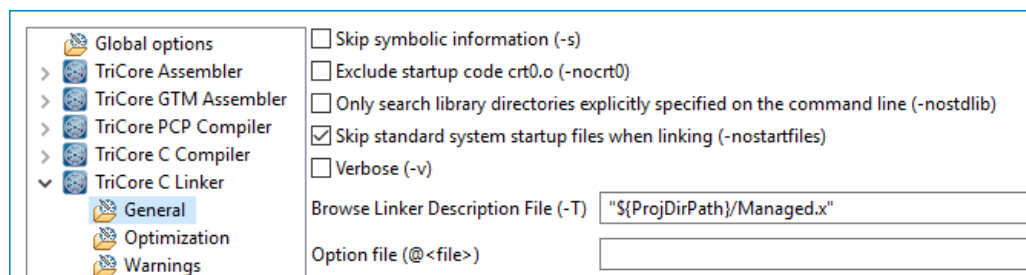 Global options
TriCore Assembler
TriCore GTM Assembler
TriCore PCP Compiler
TriCore C Compiler
TriCore C Linker
General
Optimization
Warnings
Skip symbolic information (-s)
Exclude startup code crt0.o (-nocrt0)
Only search library directories explicitly specified on the command line (-nostdlib)
Skip standard system startup files when linking (-nostartfiles)
Verbose (-v)
Browse Linker Description File (-T) "${ProjDirPath}/Managed.x"
Option file (@<file>)